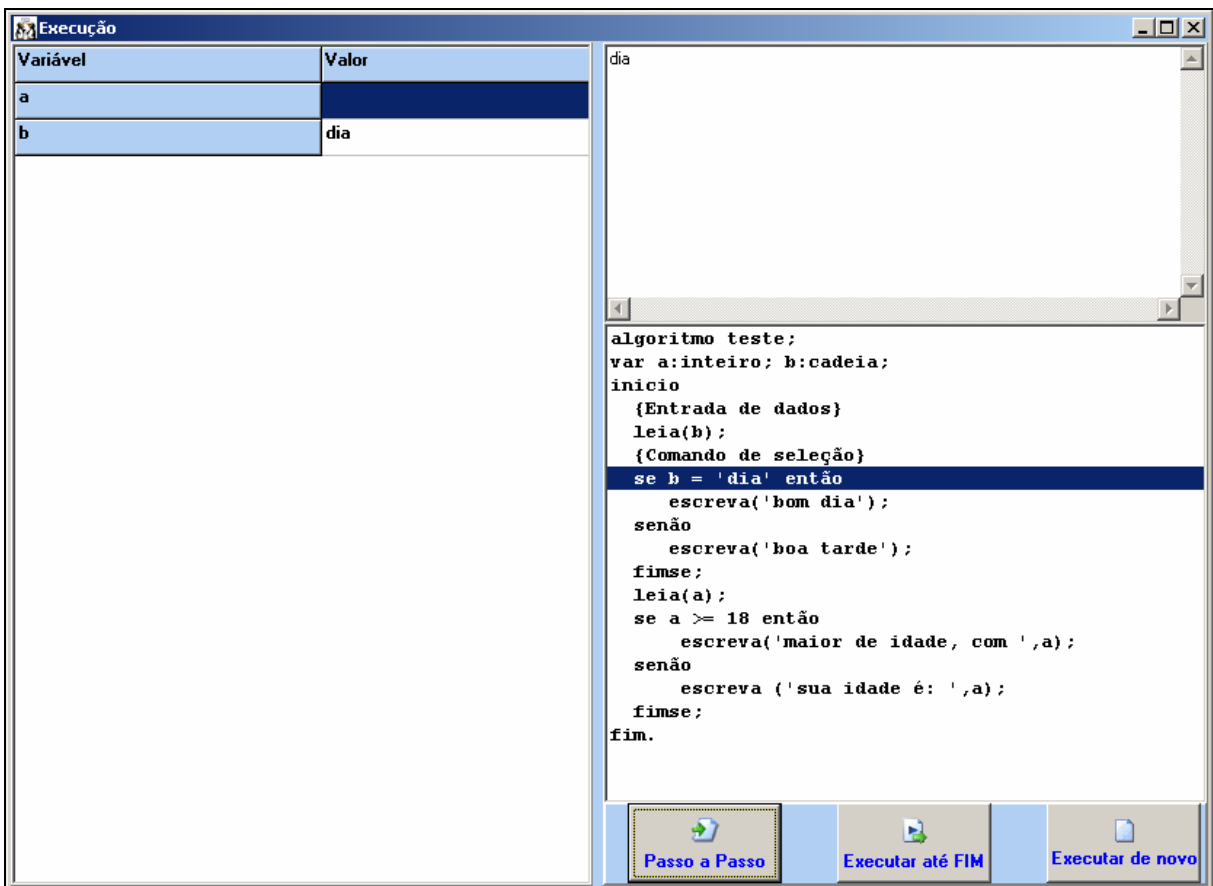 Execução
Variável Valor
a
b dia
dia
algoritmo teste;
var a:inteiro; b:cadeia;
inicio
{Entrada de dados}
leia(b);
{Comando de seleção}
se b = 'dia' então
escreva('bom dia');
senão
escreva('boa tarde');
fimse;
leia(a);
se a >= 18 então
escreva('maior de idade, com ',a);
senão
escreva ('sua idade é: ',a);
fimse;
fim.
Passo a Passo Executar até FIM Executar de novo